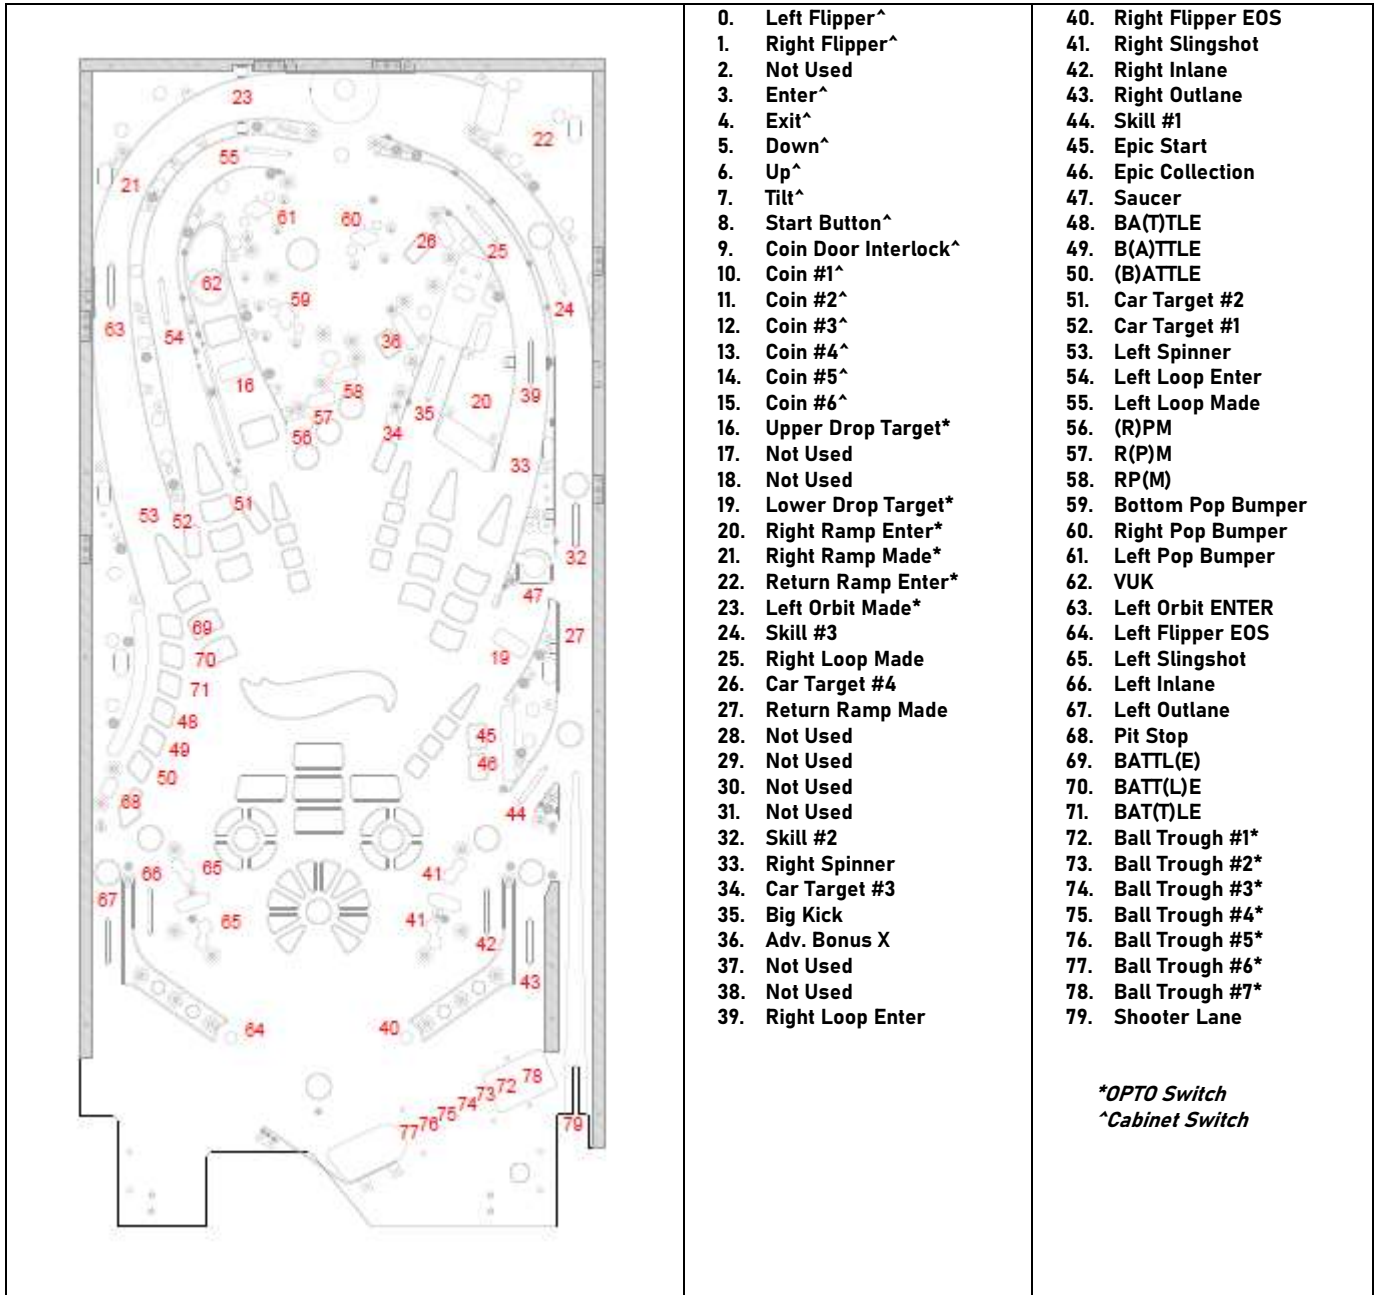 23
22
55
21
61
60
26
25
62
59
24
63
54
36
16
58
39
20
57
35
56
34
33
51
53
52
32
47
69
27
19
70
71
48
45
49
46
50
68
44
65
66
41
67
65
41
42
43
64
40
78
72
73
74
75
76
77
79
0. Left Flipper^
1. Right Flipper^
2. Not Used
3. Enter^
4. Exit^
5. Down^
6. Up^
7. Tilt^
8. Start Button^
9. Coin Door Interlock^
10. Coin #1^
11. Coin #2^
12. Coin #3^
13. Coin #4^
14. Coin #5^
15. Coin #6^
16. Upper Drop Target*
17. Not Used
18. Not Used
19. Lower Drop Target*
20. Right Ramp Enter*
21. Right Ramp Made*
22. Return Ramp Enter*
23. Left Orbit Made*
24. Skill #3
25. Right Loop Made
26. Car Target #4
27. Return Ramp Made
28. Not Used
29. Not Used
30. Not Used
31. Not Used
32. Skill #2
33. Right Spinner
34. Car Target #3
35. Big Kick
36. Adv. Bonus X
37. Not Used
38. Not Used
39. Right Loop Enter
40. Right Flipper EOS
41. Right Slingshot
42. Right Inlane
43. Right Outlane
44. Skill #1
45. Epic Start
46. Epic Collection
47. Saucer
48. BA(T)TLE
49. B(A)TTLE
50. (B)ATTLE
51. Car Target #2
52. Car Target #1
53. Left Spinner
54. Left Loop Enter
55. Left Loop Made
56. (R)PM
57. R(P)M
58. RP(M)
59. Bottom Pop Bumper
60. Right Pop Bumper
61. Left Pop Bumper
62. VUK
63. Left Orbit ENTER
64. Left Flipper EOS
65. Left Slingshot
66. Left Inlane
67. Left Outlane
68. Pit Stop
69. BATTL(E)
70. BATT(L)E
71. BAT(T)LE
72. Ball Trough #1*
73. Ball Trough #2*
74. Ball Trough #3*
75. Ball Trough #4*
76. Ball Trough #5*
77. Ball Trough #6*
78. Ball Trough #7*
79. Shooter Lane
*OPTO Switch
^Cabinet Switch